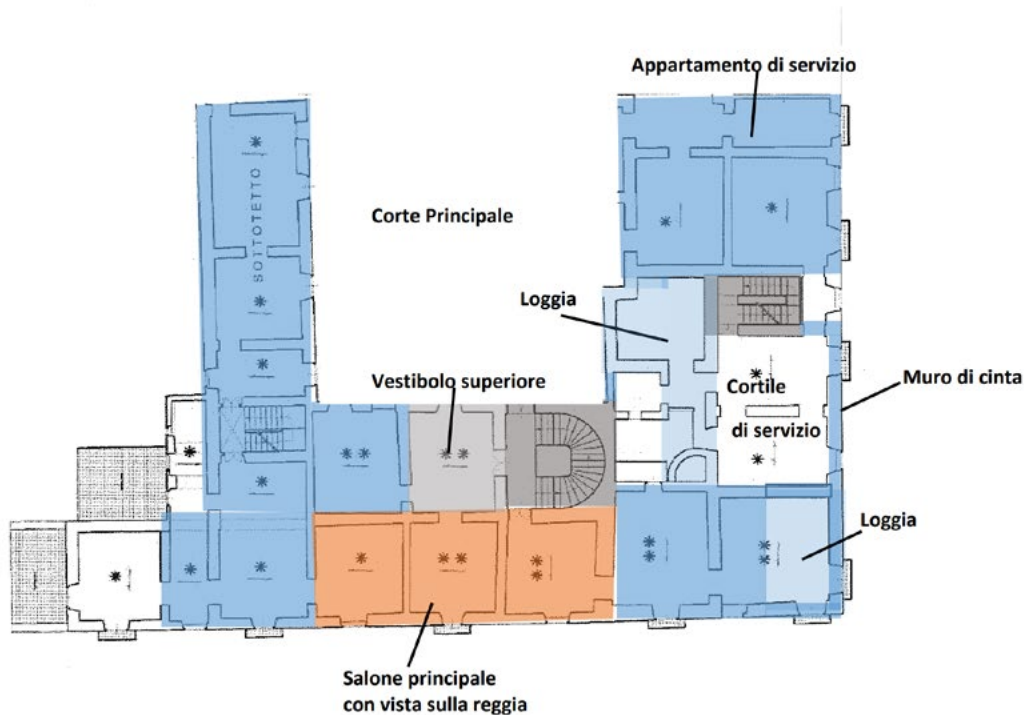 Appartamento di servizio
Corte Principale
SOTTOTETTO
Loggia
Vestibolo superiore
Muro di cinta
Cortile
di servizio
Loggia
Salone principale
con vista sulla reggia